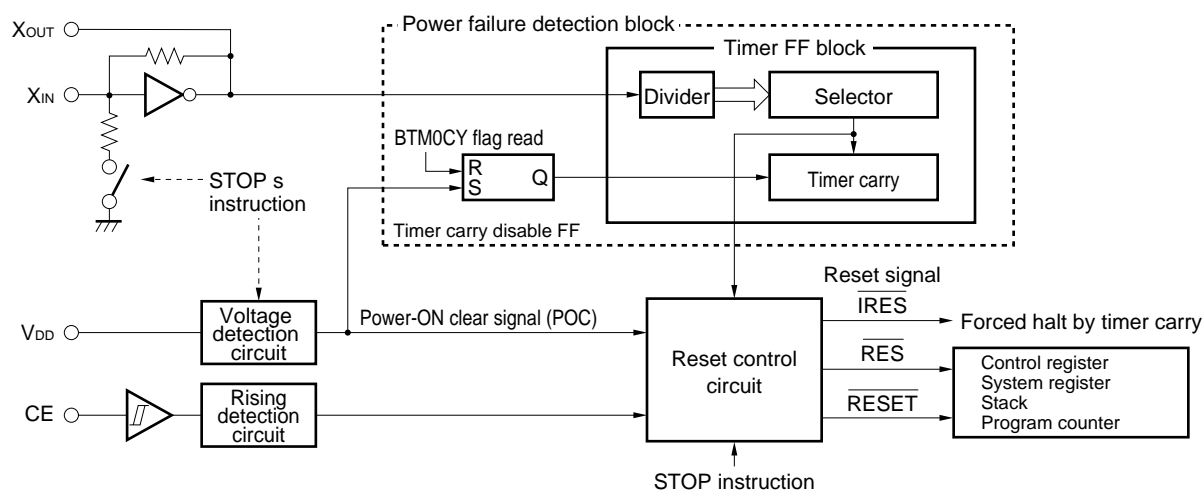 Power failure detection block
XOUT
Timer FF block
XIN
Divider
Selector
BTM0CY flag read
R
S
Q
Timer carry
STOP s
instruction
Timer carry disable FF
Reset signal
IRES
Forced halt by timer carry
VDD
Voltage
detection
circuit
Power-ON clear signal (POC)
Reset control
circuit
RES
Control register
System register
Stack
Program counter
CE
Rising
detection
circuit
RESET
STOP instruction